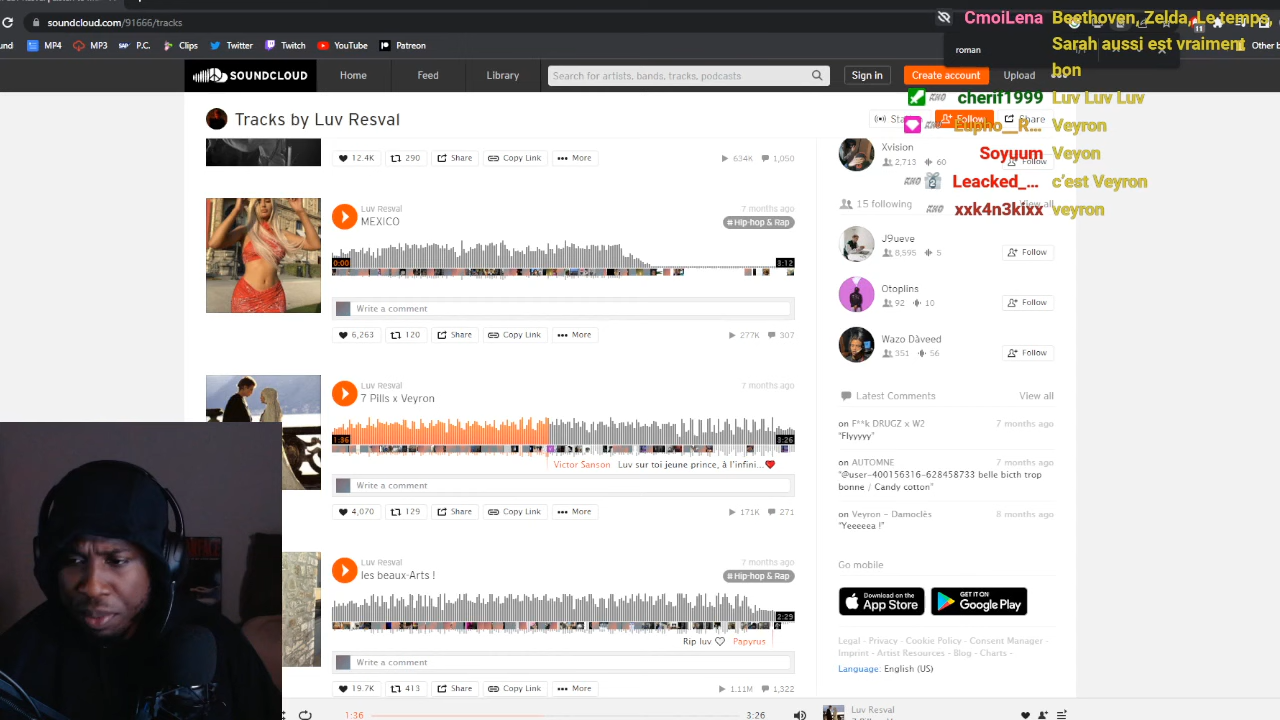 soundcloud.com/91666/tracks
MP4 MP3 P.C. Clips Twitter Twitch YouTube Patreon
roman
SOUNDCLOUD Home Feed Library Search for artists, bands, tracks, podcasts Sign in Create account Upload
Tracks by Luv Resval
Follow Share
12.4K 290 Share Copy Link More 634K 1,050
Luv Resval 7 months ago
MEXICO # Hip-hop & Rap
0:00 3:12
Write a comment
6,263 120 Share Copy Link More 277K 307
Luv Resval 7 months ago
7 Pills x Veyron
1:36 3:26
Victor Sanson Luv sur toi jeune prince, à l'infini...❤
Write a comment
4,070 129 Share Copy Link More 171K 271
Luv Resval 7 months ago
les beaux-Arts ! # Hip-hop & Rap
2:29
Rip luv ♡ Papyrus
Write a comment
19.7K 413 Share Copy Link More 1.11M 1,322
Xvision
2,713 60 Follow
15 following View all
J9ueve
8,595 5 Follow
Otoplins
92 10 Follow
Wazo Dàveed
351 56 Follow
Latest Comments View all
on F**k DRUGZ x W2 7 months ago
"Flyyyyy"
on AUTOMNE 7 months ago
"@user-400156316-628458733 belle bicth trop
bonne / Candy cotton"
on Veyron - Damoclès 8 months ago
"Yeeeeea !"
Go mobile
Download on the App Store GET IT ON Google Play
Legal - Privacy - Cookie Policy - Consent Manager -
Imprint - Artist Resources - Blog - Charts -
Language: English (US)
1:36 3:26 Luv Resval
CmoiLena Beethoven, Zelda, Le temps,
Sarah aussi est vraiment
bon
cherif1999 Luv Luv Luv
Eupho__R... Veyron
Soyuum Veyon
Leacked_... c'est Veyron
xxk4n3kixx veyron